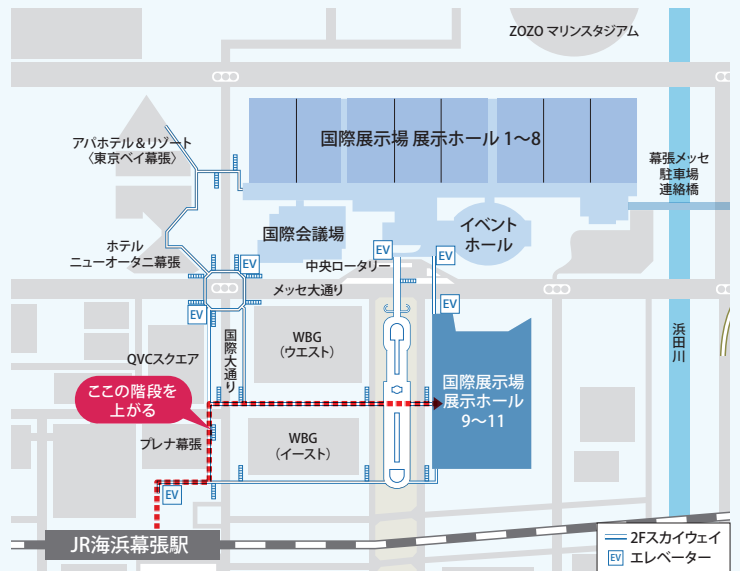 ZOZO マリンスタジアム
国際展示場 展示ホール 1〜8
アパホテル＆リゾート
〈東京ベイ幕張〉
幕張メッセ
駐車場
連絡橋
国際会議場
イベント
ホール
ホテル
ニューオータニ幕張
EV
EV
EV
中央ロータリー
メッセ大通り
EV
EV
国際大通り
WBG
（ウエスト）
浜田川
QVCスクエア
ここの階段を
上がる
国際展示場
展示ホール
9〜11
プレナ幕張
WBG
（イースト）
EV
JR海浜幕張駅
2Fスカイウェイ
EV エレベーター